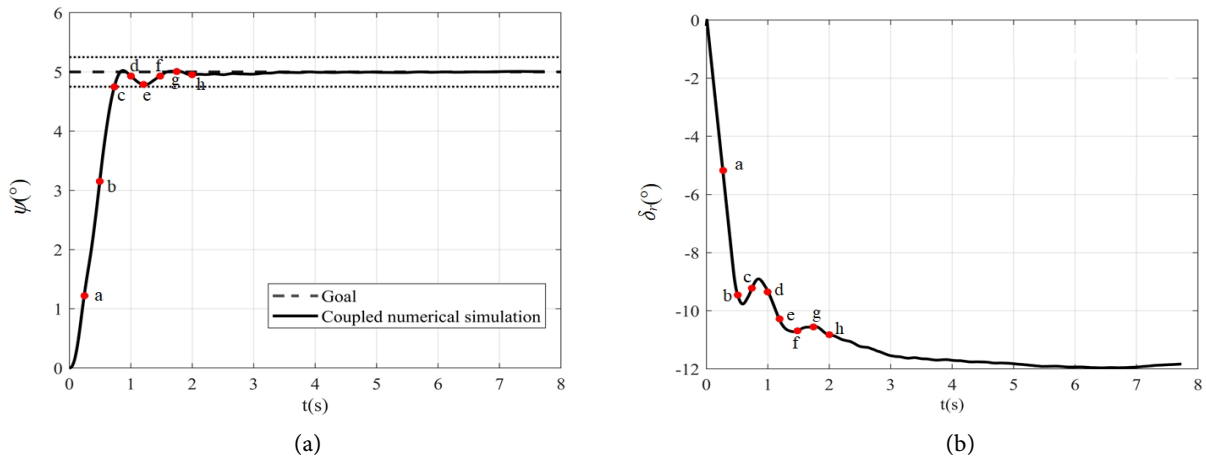 6
5
4
3
2
1
0
ψ(°)
a
b
c
d
e
f
g
h
Goal
Coupled numerical simulation
0 1 2 3 4 5 6 7 8
t(s)
(a)
0
-2
-4
-6
-8
-10
-12
δr(°)
a
b
c
d
e
f
g
h
0 1 2 3 4 5 6 7 8
t(s)
(b)